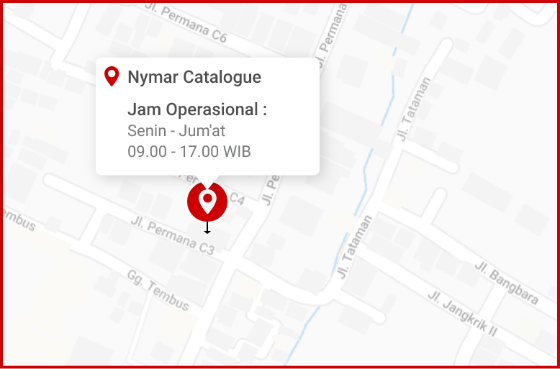 Jl. Permana C6
Jl. Permana
Nymar Catalogue
Jam Operasional :
Senin - Jum'at
09.00 - 17.00 WIB
Jl. Tataman
C4
Jl. Pe
Jl. Permana C3
Tembus
Gg. Tembus
Jl. Tataman
Jl. Bangbara
Jl. Jangkrik II